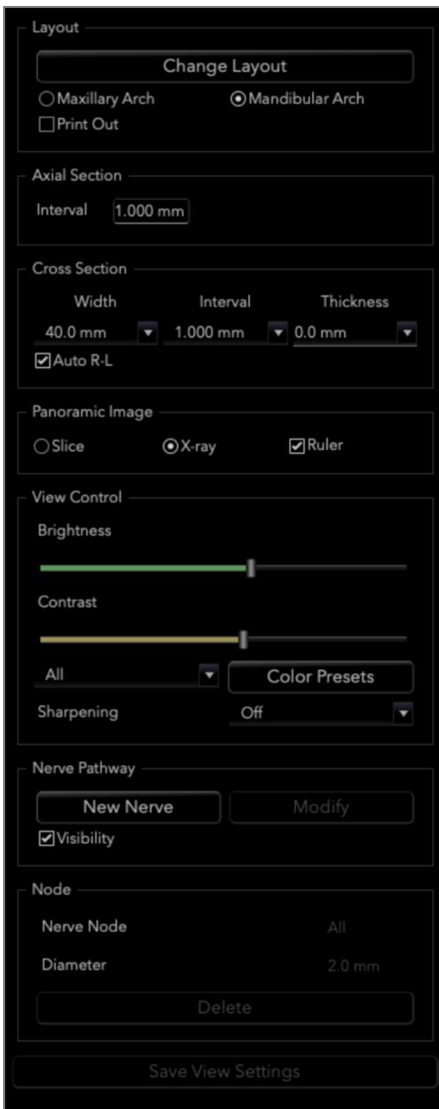 Layout
Change Layout
Maxillary Arch Mandibular Arch
Print Out
Axial Section
Interval 1.000 mm
Cross Section
Width Interval Thickness
40.0 mm 1.000 mm 0.0 mm
Auto R-L
Panoramic Image
Slice X-ray Ruler
View Control
Brightness
Contrast
All Color Presets
Sharpening Off
Nerve Pathway
New Nerve Modify
Visibility
Node
Nerve Node All
Diameter 2.0 mm
Delete
Save View Settings